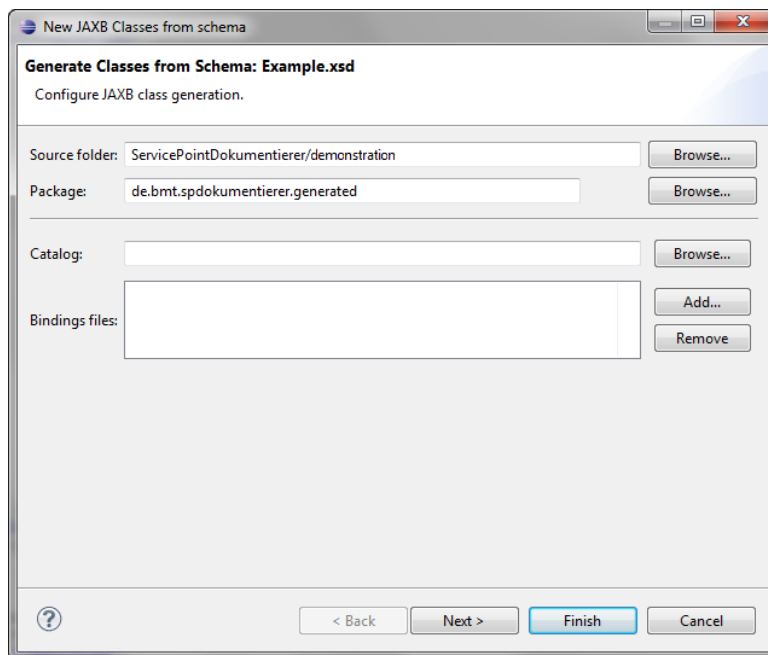 New JAXB Classes from schema
Generate Classes from Schema: Example.xsd
Configure JAXB class generation.
Source folder: ServicePointDokumentierer/demonstration Browse...
Package: de.bmt.spdokumentierer.generated Browse...
Catalog: Browse...
Bindings files: Add...
Remove
? < Back Next > Finish Cancel